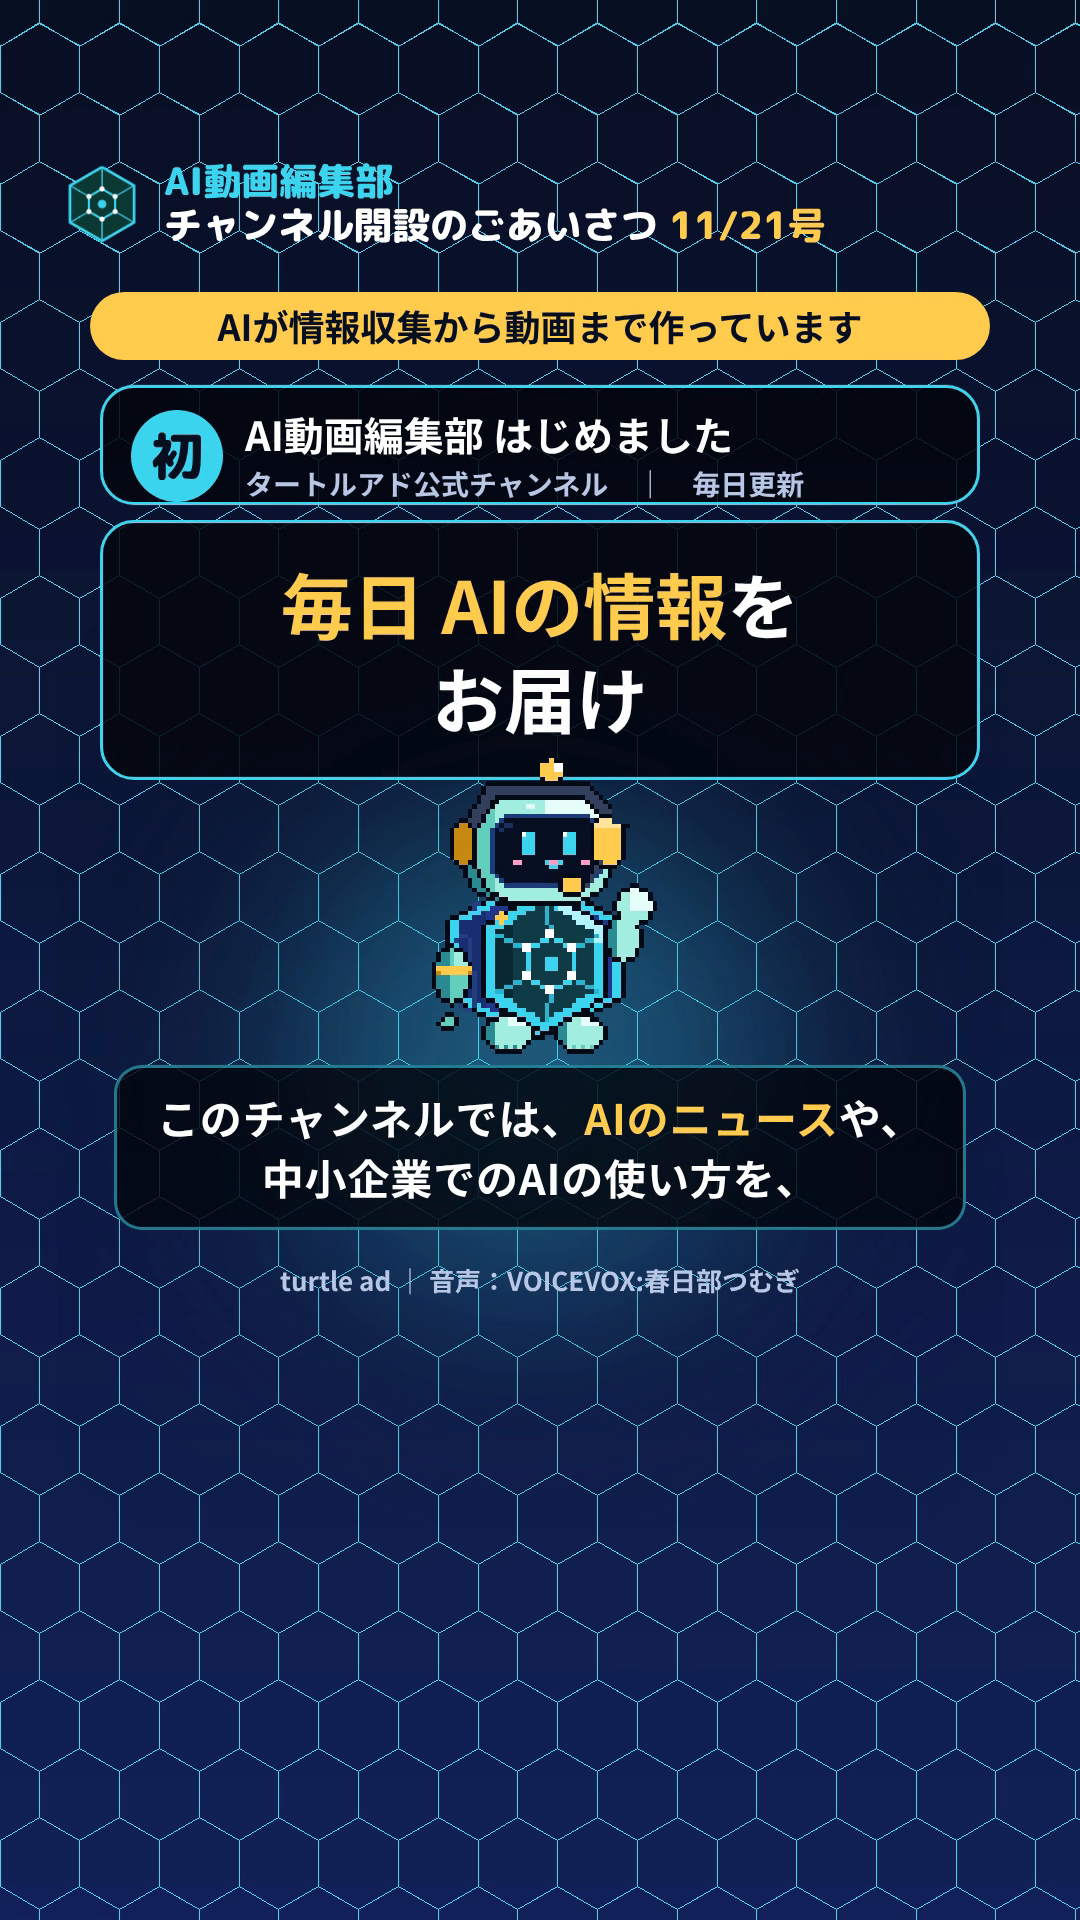 AI動画編集部
チャンネル開設のごあいさつ 11/21号
AIが情報収集から動画まで作っています
初
AI動画編集部 はじめました
タートルアド公式チャンネル ｜ 毎日更新
毎日 AIの情報を
お届け
このチャンネルでは、AIのニュースや、
中小企業でのAIの使い方を、
turtle ad｜音声：VOICEVOX:春日部つむぎ